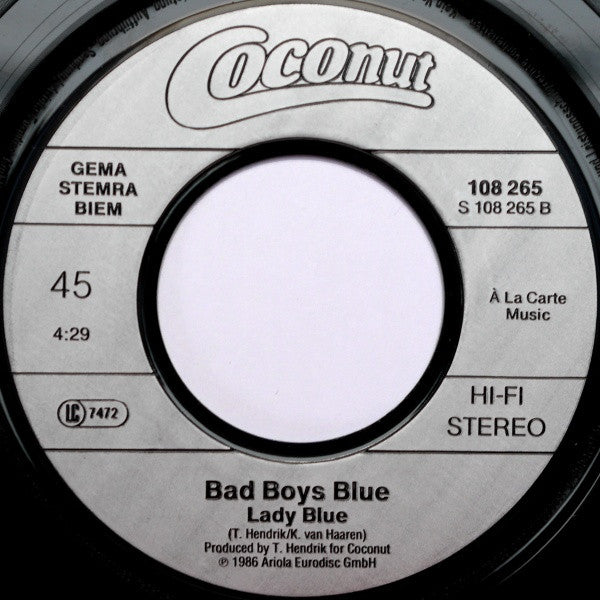 Coconut
GEMA
STEMRA
BIEM
108 265
S 108 265 B
45
4:29
À La Carte
Music
LC 7472
HI-FI
STEREO
Bad Boys Blue
Lady Blue
(T. Hendrik/K. van Haaren)
Produced by T. Hendrik for Coconut
℗ 1986 Ariola Eurodisc GmbH